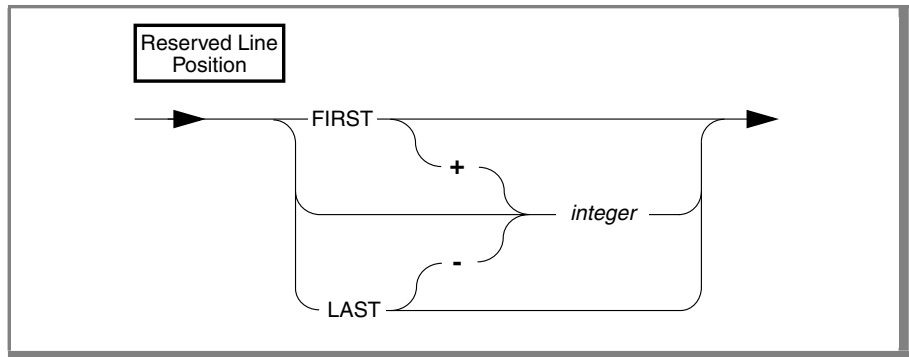 Reserved Line
Position
FIRST
+
integer
-
LAST